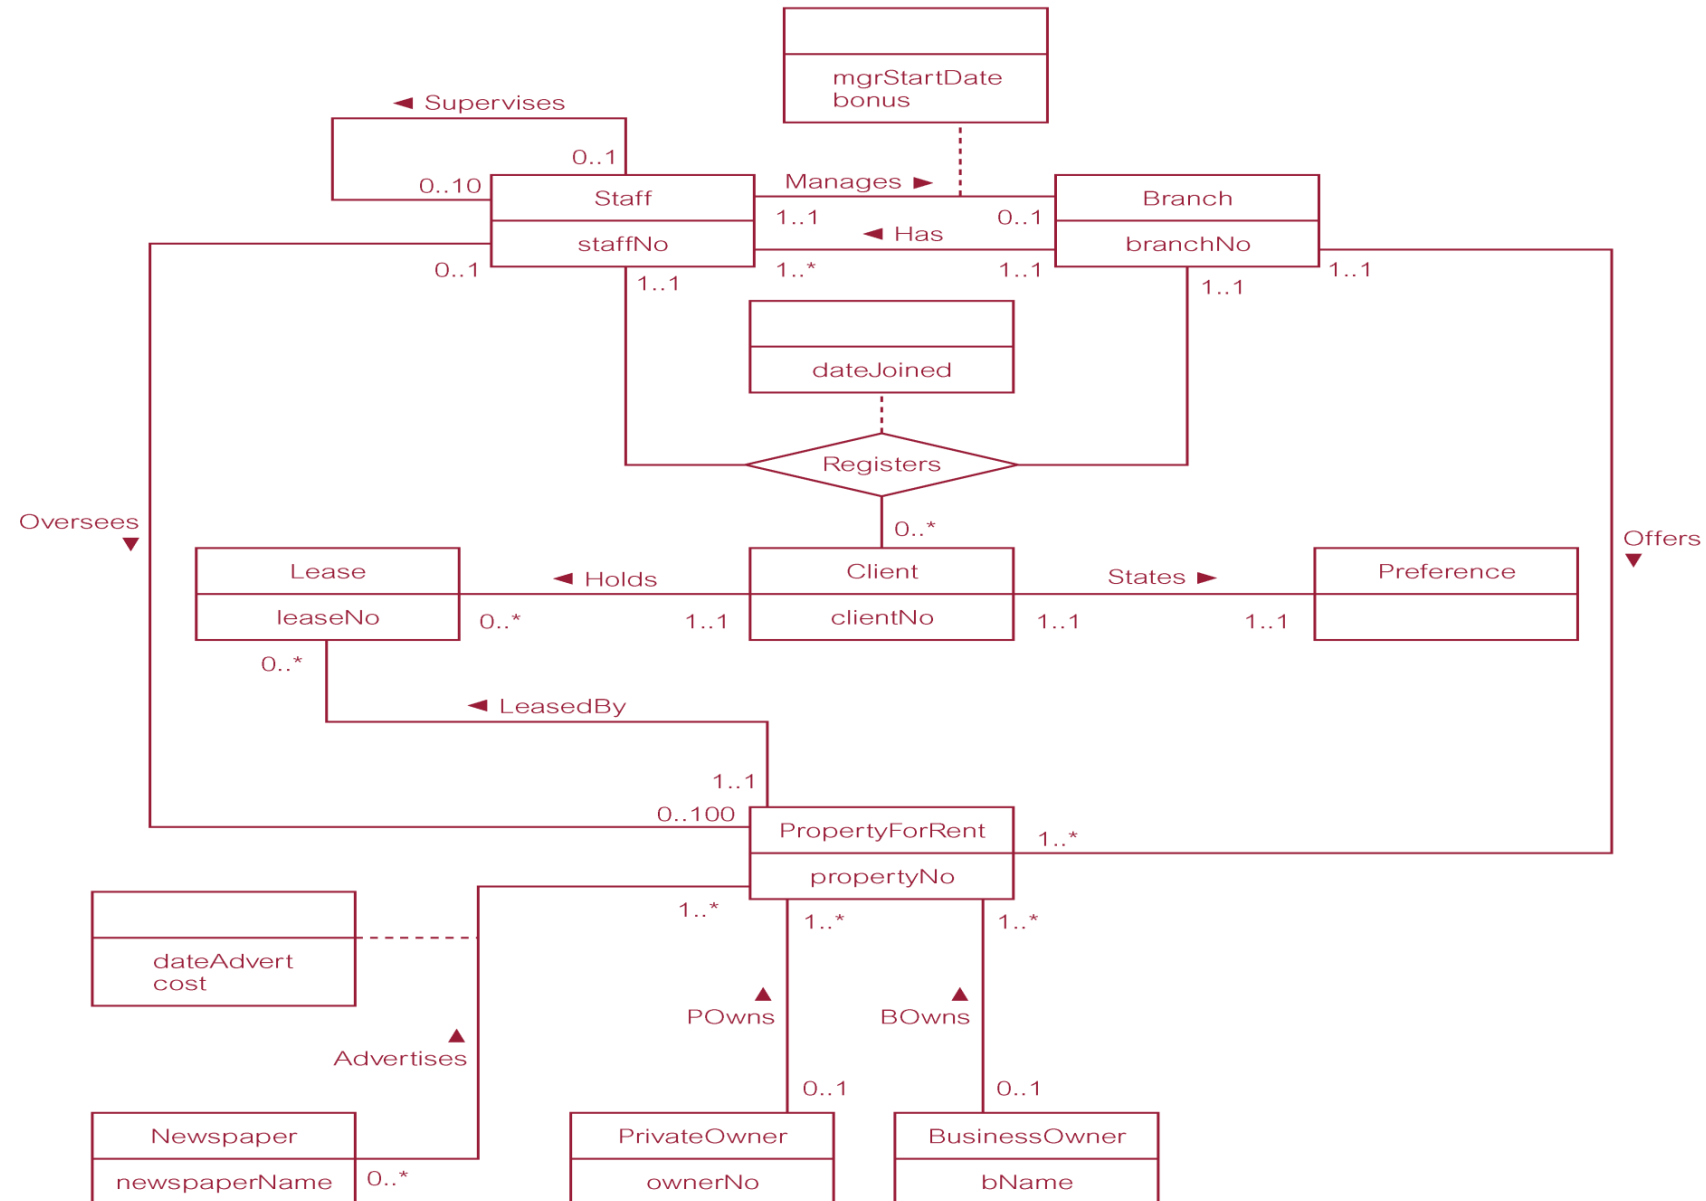 mgrStartDate
bonus
◄ Supervises
0..1
0..10
Staff
staffNo
Manages ►
1..1
0..1
◄ Has
1..*
1..1
Branch
branchNo
0..1
1..1
1..1
1..1
dateJoined
Registers
0..*
Oversees
▼
Offers
▼
Lease
leaseNo
◄ Holds
0..*
1..1
Client
clientNo
States ►
1..1
1..1
Preference
0..*
◄ LeasedBy
1..1
0..100
PropertyForRent
propertyNo
1..*
1..*
1..*
1..*
dateAdvert
cost
▲
POwns
▲
BOwns
▲
Advertises
0..1
0..1
Newspaper
newspaperName
0..*
PrivateOwner
ownerNo
BusinessOwner
bName